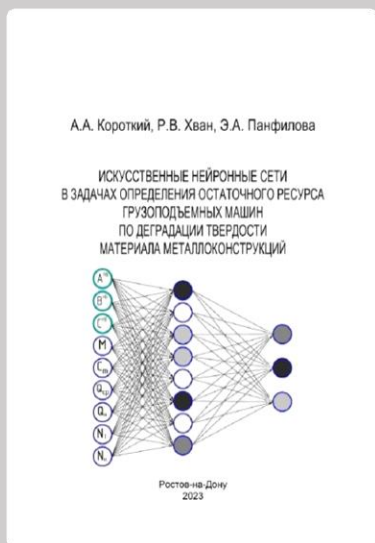 А.А. Короткий, Р.В. Хван, Э.А. Панфилова
ИСКУССТВЕННЫЕ НЕЙРОННЫЕ СЕТИ
В ЗАДАЧАХ ОПРЕДЕЛЕНИЯ ОСТАТОЧНОГО РЕСУРСА
ГРУЗОПОДЪЕМНЫХ МАШИН
ПО ДЕГРАДАЦИИ ТВЕРДОСТИ
МАТЕРИАЛА МЕТАЛЛОКОНСТРУКЦИЙ
M
Ростов-на-Дону
2023